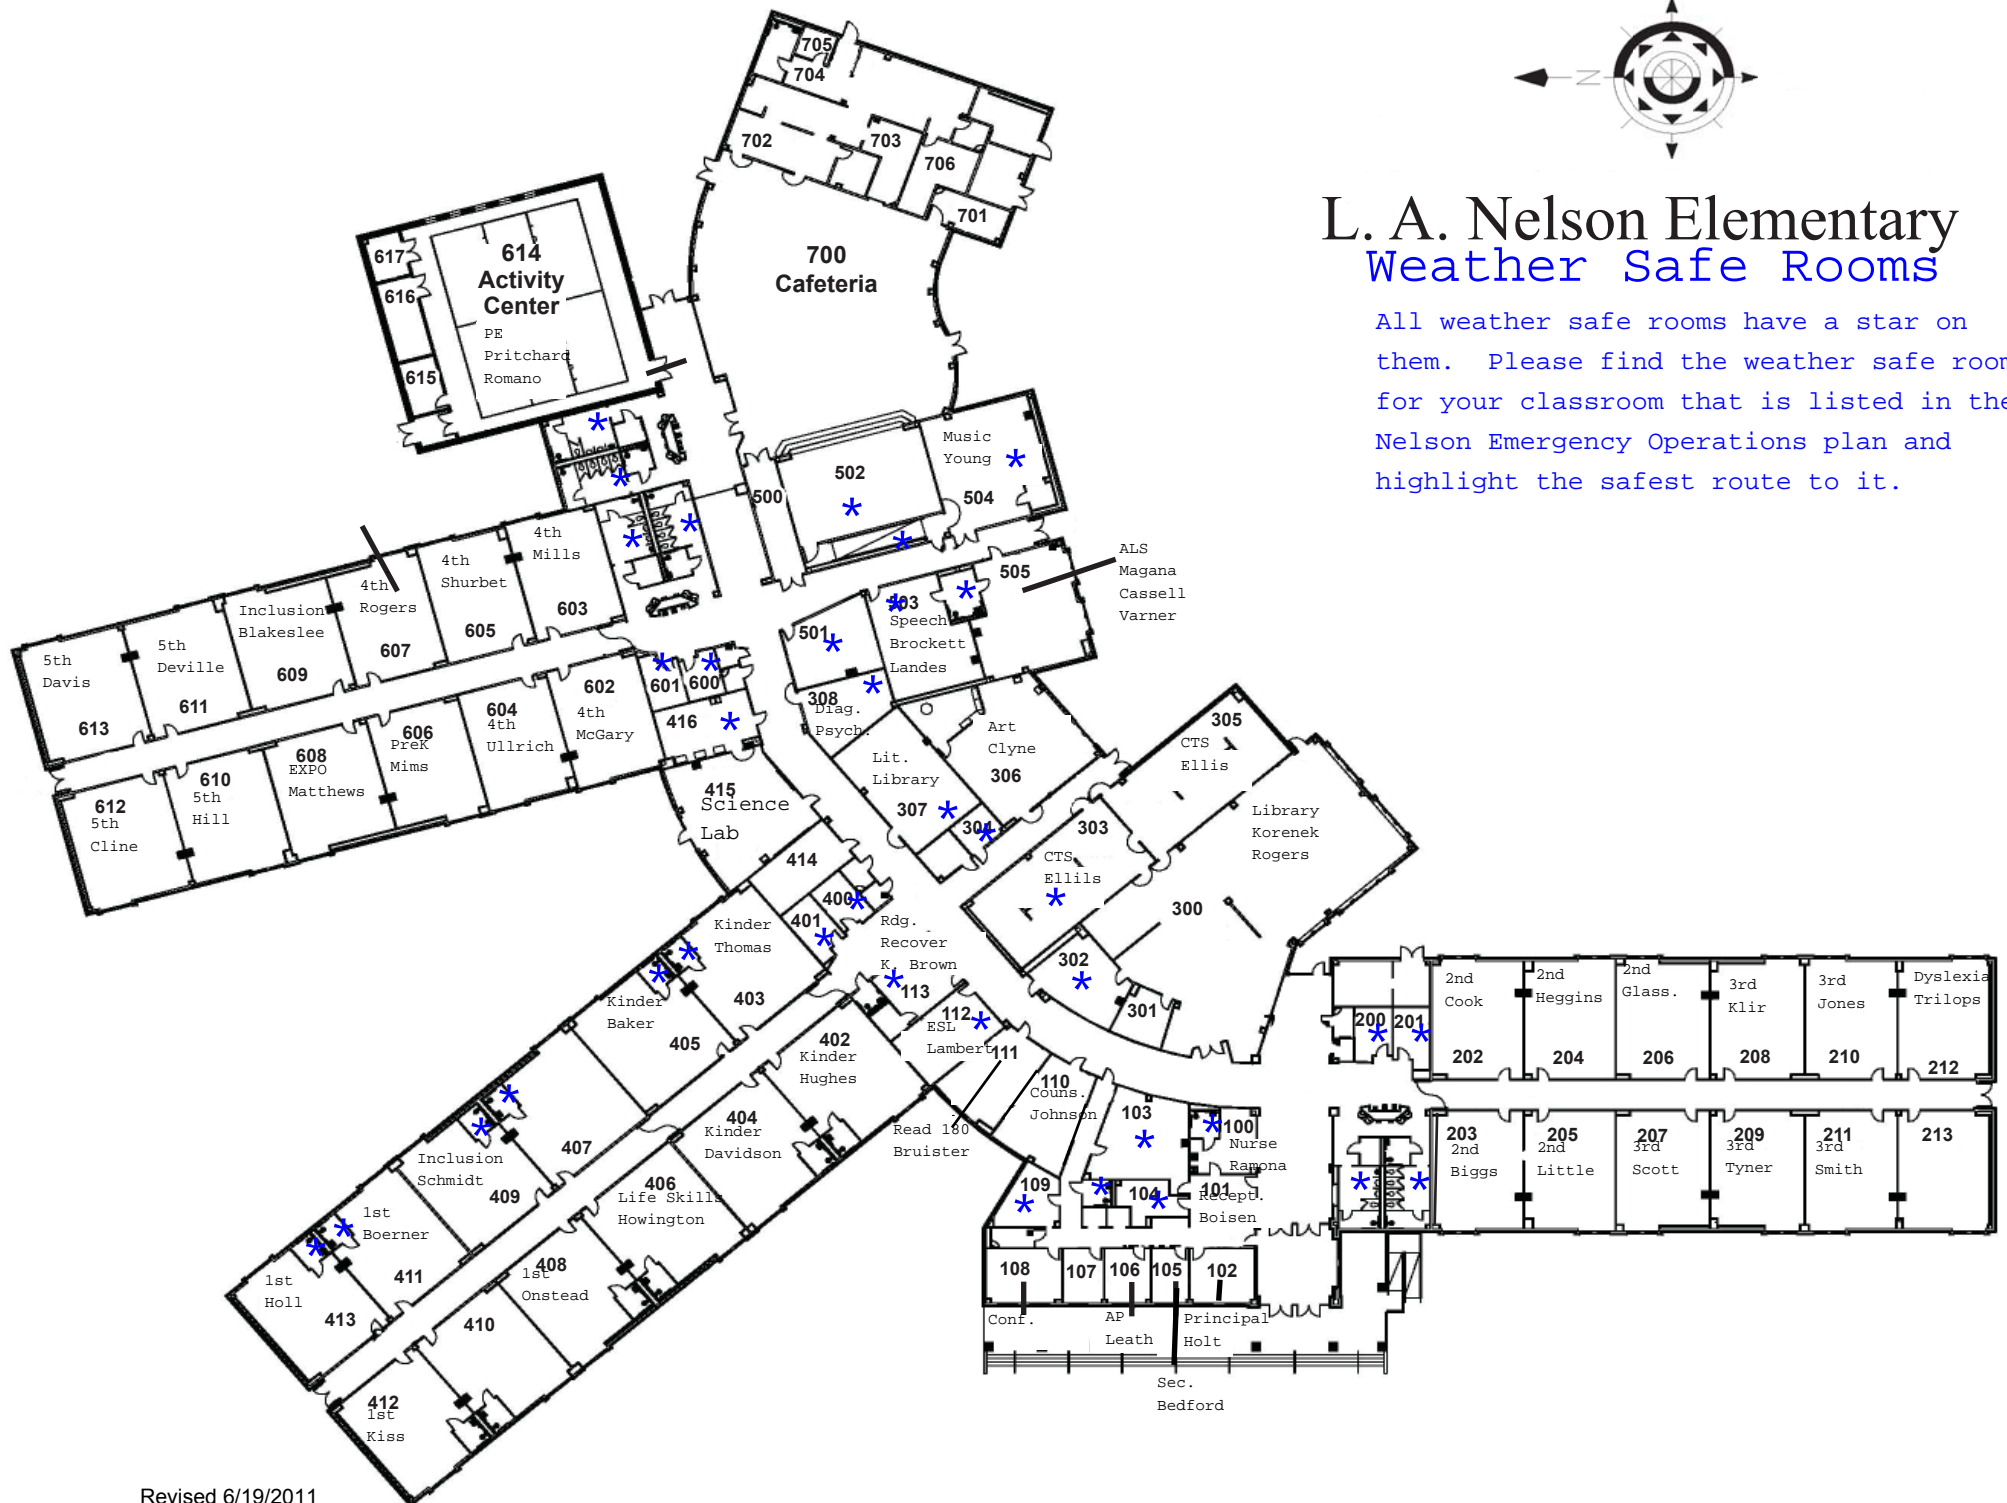 N
L. A. Nelson Elementary
Weather Safe Rooms
All weather safe rooms have a star on
them. Please find the weather safe room
for your classroom that is listed in the
Nelson Emergency Operations plan and
highlight the safest route to it.
705
704
702
703
706
701
700
Cafeteria
617
616
615
614
Activity
Center
PE
Pritchard
Romano
500
502
Music
Young
504
505
ALS
Magana
Cassell
Varner
503
Speech
Brockett
Landes
501
308
Diag.
Psych.
4th
Mills
603
4th
Shurbet
605
4th
Rogers
607
Inclusion
Blakeslee
609
5th
Deville
611
5th
Davis
613
601
600
416
602
4th
McGary
604
4th
Ullrich
606
PreK
Mims
608
EXPO
Matthews
610
5th
Hill
612
5th
Cline
415
Science
Lab
414
Lit.
Library
307
304
Art
Clyne
306
305
CTS
Ellis
303
CTS
Ellils
Library
Korenek
Rogers
300
302
301
400
401
Kinder
Thomas
403
Kinder
Baker
405
407
Inclusion
Schmidt
409
1st
Boerner
411
1st
Holl
413
402
Kinder
Hughes
404
Kinder
Davidson
406
Life Skills
Howington
408
1st
Onstead
410
412
1st
Kiss
Rdg.
Recover
K. Brown
113
112
ESL
Lambert
111
Read 180
Bruister
110
Couns.
Johnson
103
100
Nurse
Ramona
101
Recept.
Boisen
104
109
108
107
106
105
102
Conf.
AP
Leath
Principal
Holt
Sec.
Bedford
200
201
2nd
Cook
202
2nd
Heggins
204
2nd
Glass.
206
3rd
Klir
208
3rd
Jones
210
Dyslexia
Trilops
212
203
2nd
Biggs
205
2nd
Little
207
3rd
Scott
209
3rd
Tyner
211
3rd
Smith
213
Revised 6/19/2011